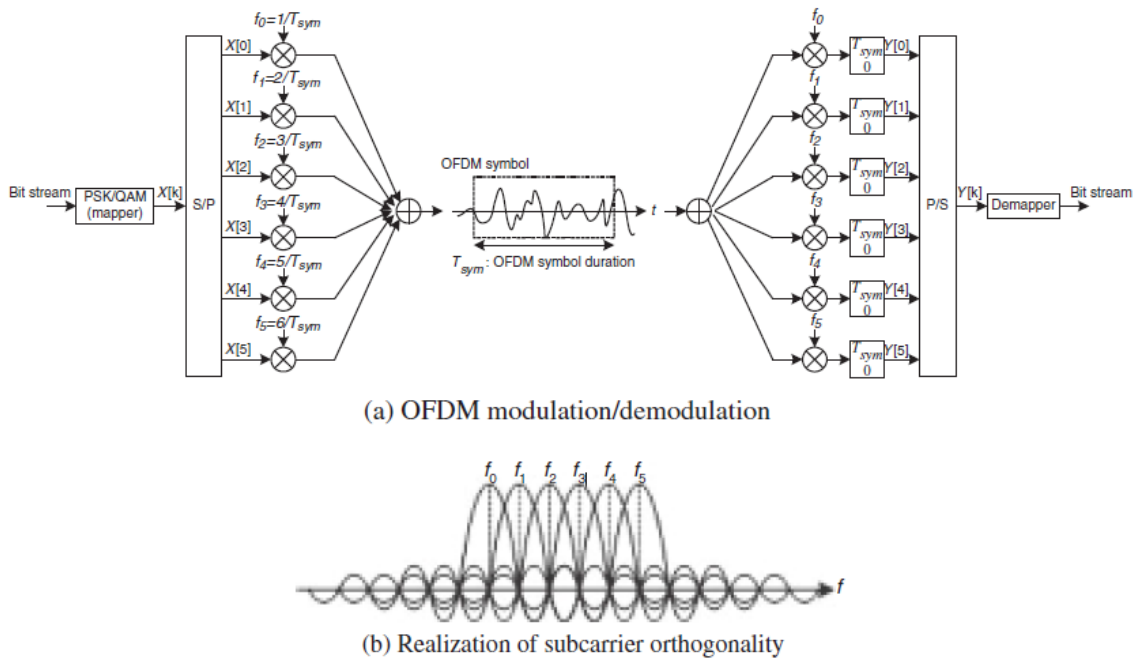 f0=1/Tsym
X[0]
f1=2/Tsym
X[1]
f2=3/Tsym
X[2]
f3=4/Tsym
X[3]
f4=5/Tsym
X[4]
f5=6/Tsym
X[5]
Bit stream
PSK/QAM
(mapper)
X[k]
S/P
OFDM symbol
t
Tsym: OFDM symbol duration
f0
Tsym
0
Y[0]
f1
Tsym
0
Y[1]
f2
Tsym
0
Y[2]
f3
Tsym
0
Y[3]
f4
Tsym
0
Y[4]
f5
Tsym
0
Y[5]
P/S
Y[k]
Demapper
Bit stream
(a) OFDM modulation/demodulation
f0 f1 f2 f3 f4 f5
f
(b) Realization of subcarrier orthogonality